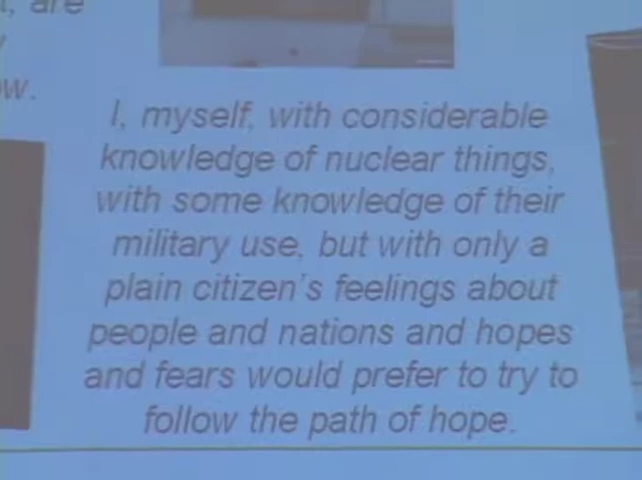 are
w.
I, myself, with considerable
knowledge of nuclear things,
with some knowledge of their
military use, but with only a
plain citizen's feelings about
people and nations and hopes
and fears would prefer to try to
follow the path of hope.